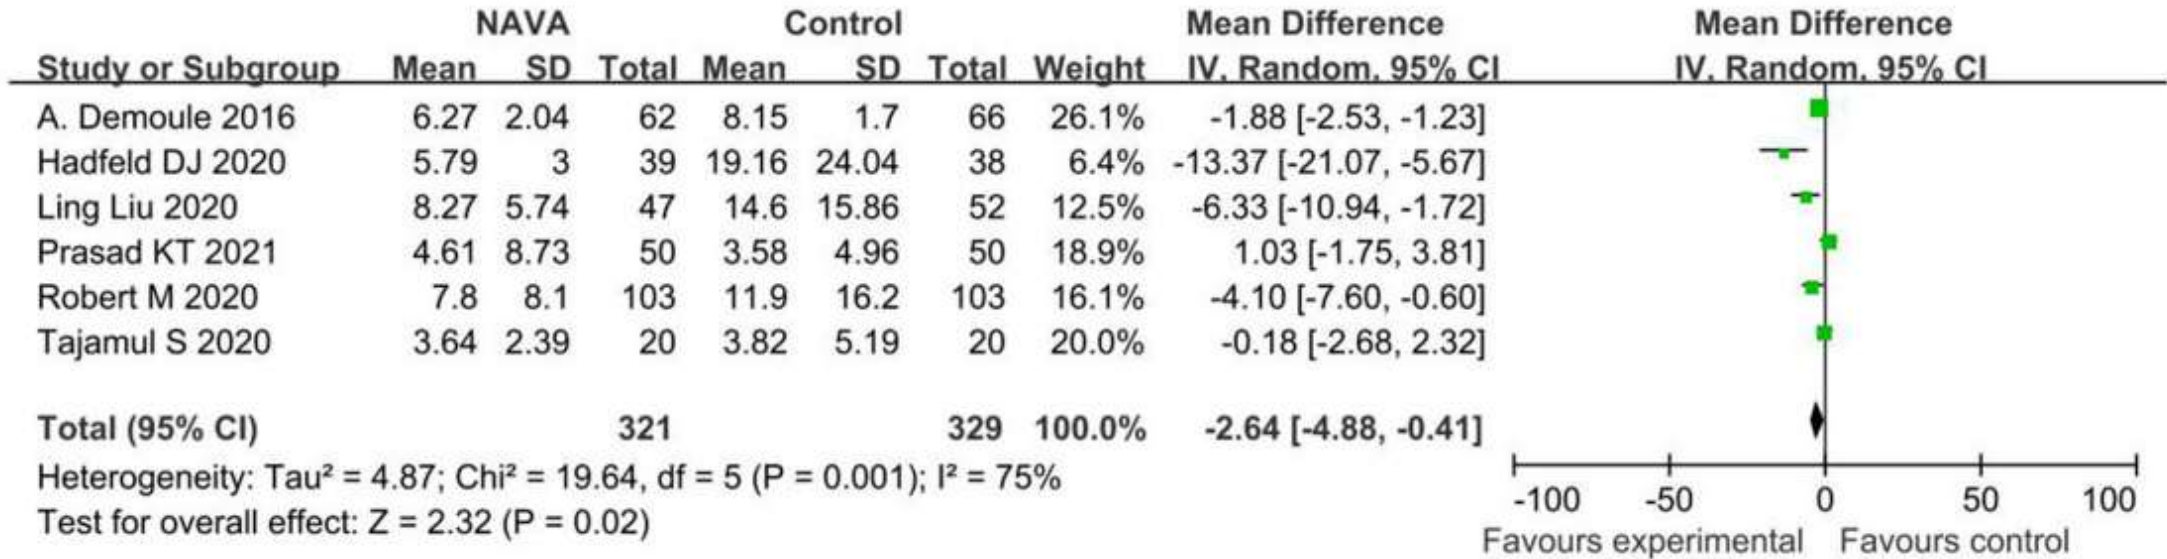 NAVA Control Mean Difference Mean Difference
Study or Subgroup Mean SD Total Mean SD Total Weight IV, Random, 95% CI IV, Random, 95% CI
A. Demoule 2016 6.27 2.04 62 8.15 1.7 66 26.1% -1.88 [-2.53, -1.23]
Hadfeld DJ 2020 5.79 3 39 19.16 24.04 38 6.4% -13.37 [-21.07, -5.67]
Ling Liu 2020 8.27 5.74 47 14.6 15.86 52 12.5% -6.33 [-10.94, -1.72]
Prasad KT 2021 4.61 8.73 50 3.58 4.96 50 18.9% 1.03 [-1.75, 3.81]
Robert M 2020 7.8 8.1 103 11.9 16.2 103 16.1% -4.10 [-7.60, -0.60]
Tajamul S 2020 3.64 2.39 20 3.82 5.19 20 20.0% -0.18 [-2.68, 2.32]
Total (95% CI) 321 329 100.0% -2.64 [-4.88, -0.41]
Heterogeneity: Tau² = 4.87; Chi² = 19.64, df = 5 (P = 0.001); I² = 75%
Test for overall effect: Z = 2.32 (P = 0.02)
-100 -50 0 50 100
Favours experimental Favours control